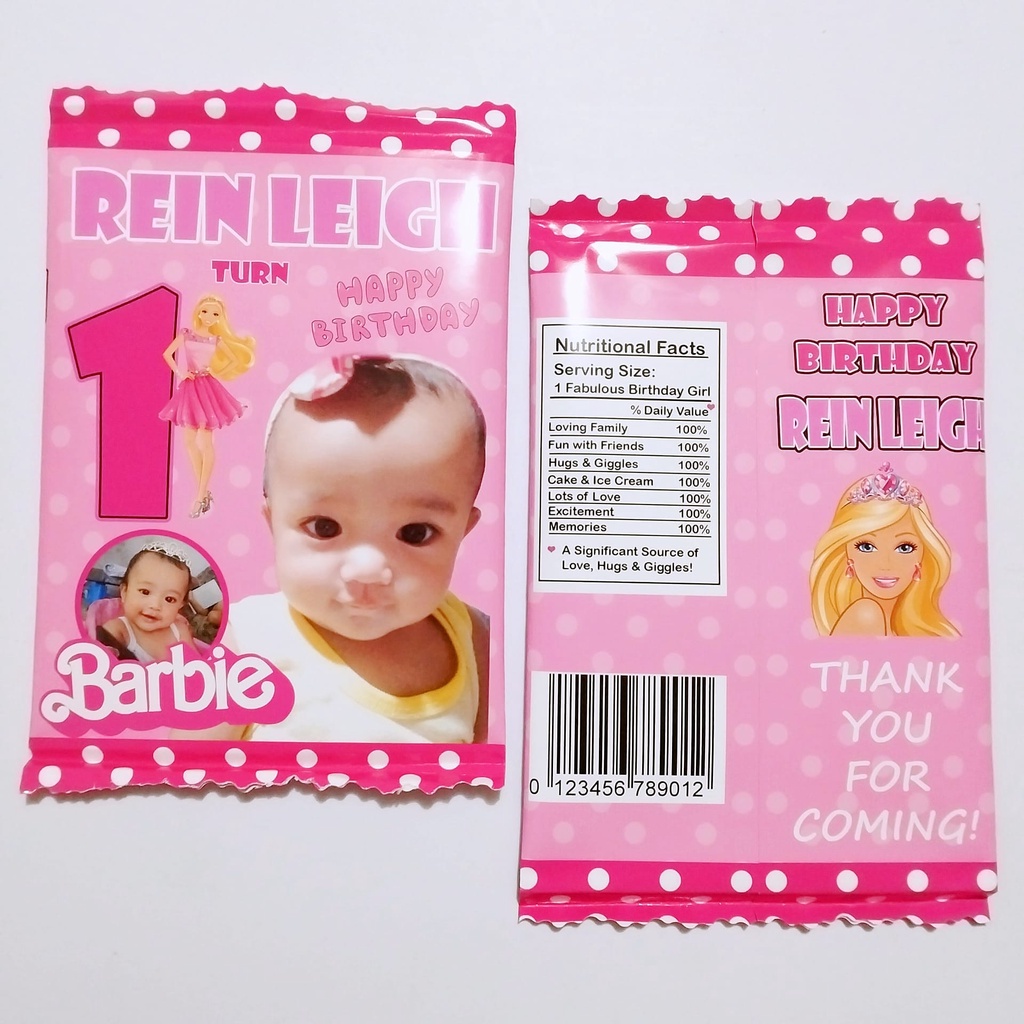 REIN LEIGH
TURN
1
HAPPY
BIRTHDAY
Barbie
Nutritional Facts
Serving Size:
1 Fabulous Birthday Girl
% Daily Value
Loving Family 100%
Fun with Friends 100%
Hugs & Giggles 100%
Cake & Ice Cream 100%
Lots of Love 100%
Excitement 100%
Memories 100%
A Significant Source of
Love, Hugs & Giggles!
0 123456 789012
HAPPY
BIRTHDAY
REIN LEIGH
THANK
YOU
FOR
COMING!